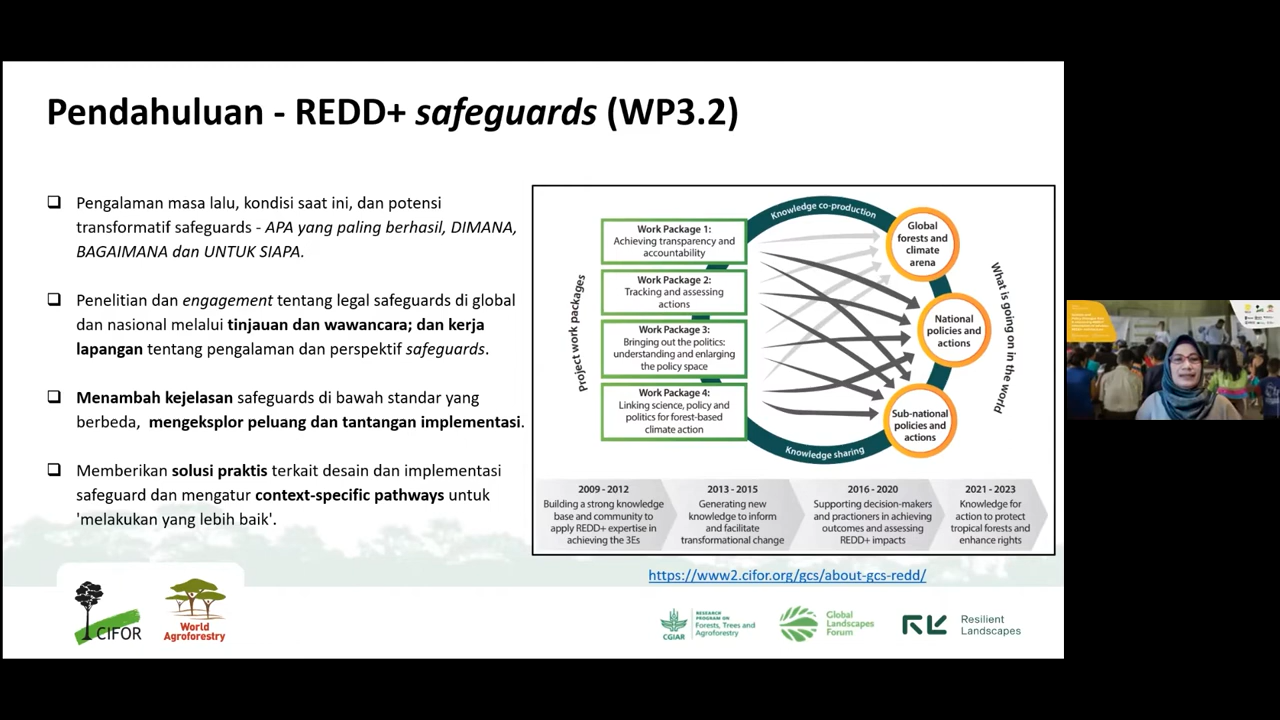 Pendahuluan - REDD+ safeguards (WP3.2)
❑ Pengalaman masa lalu, kondisi saat ini, dan potensi
transformatif safeguards - APA yang paling berhasil, DIMANA,
BAGAIMANA dan UNTUK SIAPA.
❑ Penelitian dan engagement tentang legal safeguards di global
dan nasional melalui tinjauan dan wawancara; dan kerja
lapangan tentang pengalaman dan perspektif safeguards.
❑ Menambah kejelasan safeguards di bawah standar yang
berbeda, mengeksplor peluang dan tantangan implementasi.
❑ Memberikan solusi praktis terkait desain dan implementasi
safeguard dan mengatur context-specific pathways untuk
'melakukan yang lebih baik'.
Project work packages
Work Package 1:
Achieving transparency and
accountability
Work Package 2:
Tracking and assessing
actions
Work Package 3:
Bringing out the politics:
understanding and enlarging
the policy space
Work Package 4:
Linking science, policy and
politics for forest-based
climate action
Knowledge co-production
Knowledge sharing
Global
forests and
climate
arena
National
policies and
actions
Sub-national
policies and
actions
What is going on in the world
2009 - 2012
Building a strong knowledge
base and community to
apply REDD+ expertise in
achieving the 3Es
2013 - 2015
Generating new
knowledge to inform
and facilitate
transformational change
2016 - 2020
Supporting decision-makers
and practioners in achieving
outcomes and assessing
REDD+ impacts
2021 - 2023
Knowledge for
action to protect
tropical forests and
enhance rights
https://www2.cifor.org/gcs/about-gcs-redd/
CIFOR
World
Agroforestry
CGIAR
RESEARCH
PROGRAM ON
Forests, Trees and
Agroforestry
Global
Landscapes
Forum
Resilient
Landscapes